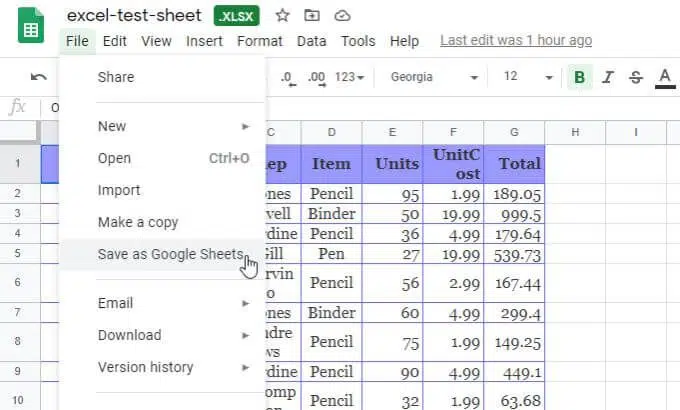 excel-test-sheet .XLSX
File Edit View Insert Format Data Tools Help Last edit was 1 hour ago
.0 .00 123 Georgia 12 B I S A
Share
fx O
New
Open Ctrl+O
Import
Make a copy
Save as Google Sheets
Email
Download
Version history
C D E F G H I
1 ep Item Units UnitC
ost Total
2 ones Pencil 95 1.99 189.05
3 vell Binder 50 19.99 999.5
4 rdine Pencil 36 4.99 179.64
5 Gill Pen 27 19.99 539.73
6 rvin
o Pencil 56 2.99 167.44
7 ones Binder 60 4.99 299.4
8 ndre
ws Pencil 75 1.99 149.25
9 rdine Pencil 90 4.99 449.1
10 omp
n Pencil 32 1.99 63.68